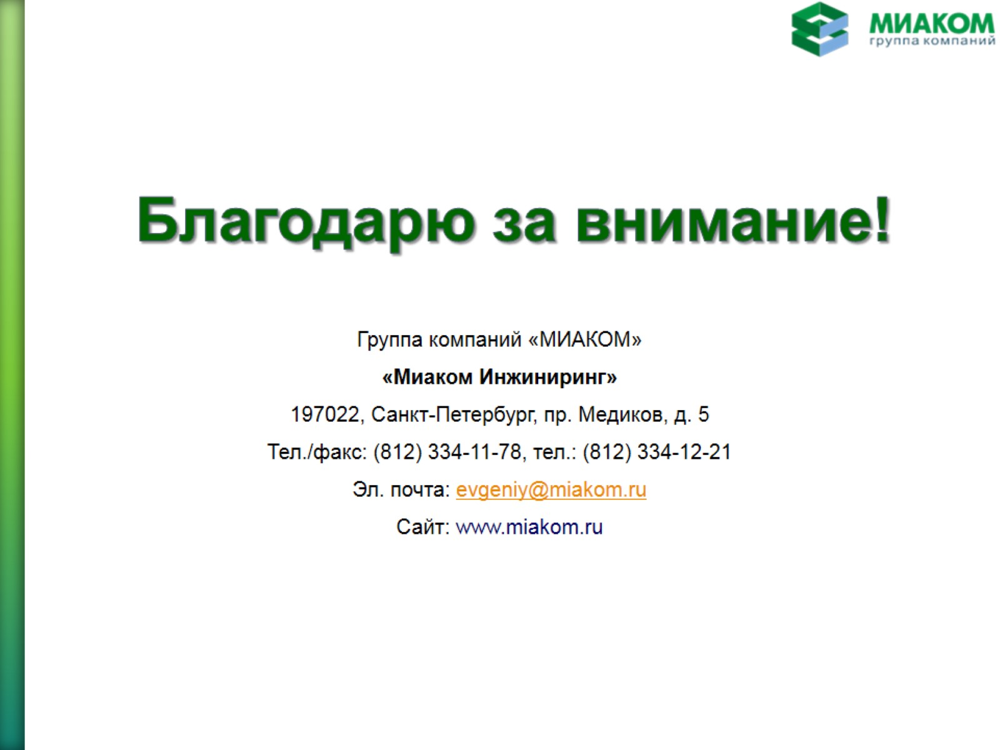 МИАКОМ
группа компаний
Благодарю за внимание!
Группа компаний «МИАКОМ»
«Миаком Инжиниринг»
197022, Санкт-Петербург, пр. Медиков, д. 5
Тел./факс: (812) 334-11-78, тел.: (812) 334-12-21
Эл. почта: evgeniy@miakom.ru
Сайт: www.miakom.ru